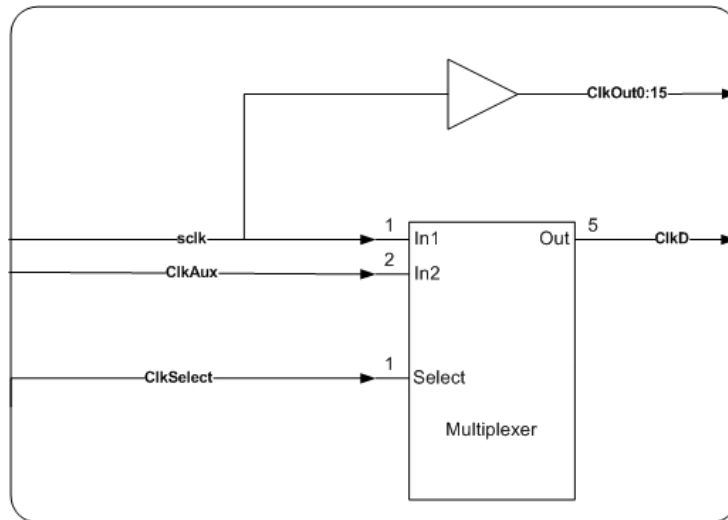 ClkOut0:15
sclk
1
In1
Out
5
ClkD
ClkAux
2
In2
ClkSelect
1
Select
Multiplexer